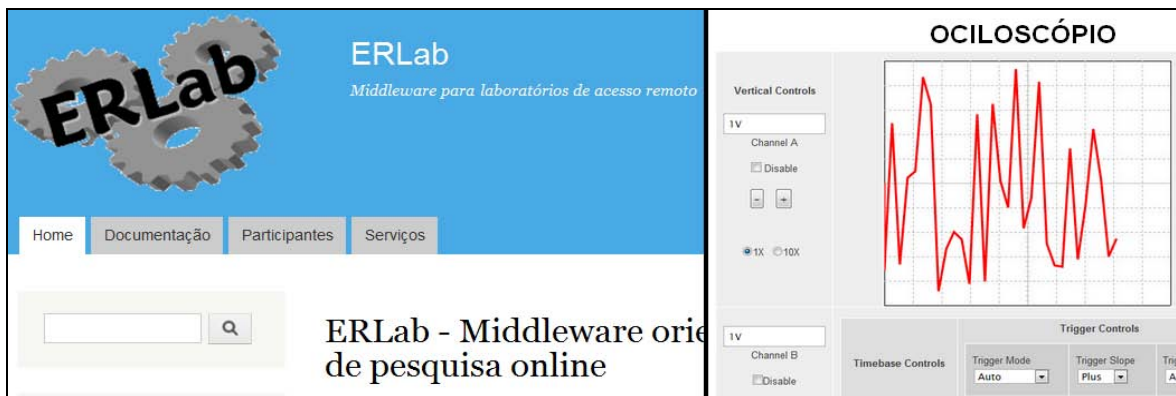 ERLab
ERLab
Middleware para laboratórios de acesso remoto
Home
Documentação
Participantes
Serviços
ERLab - Middleware orie
de pesquisa online
OCILOSCÓPIO
Vertical Controls
1V
Channel A
Disable
-
+
1X
10X
1V
Channel B
Disable
Timebase Controls
Trigger Controls
Trigger Mode
Auto
Trigger Slope
Plus
Tri
A